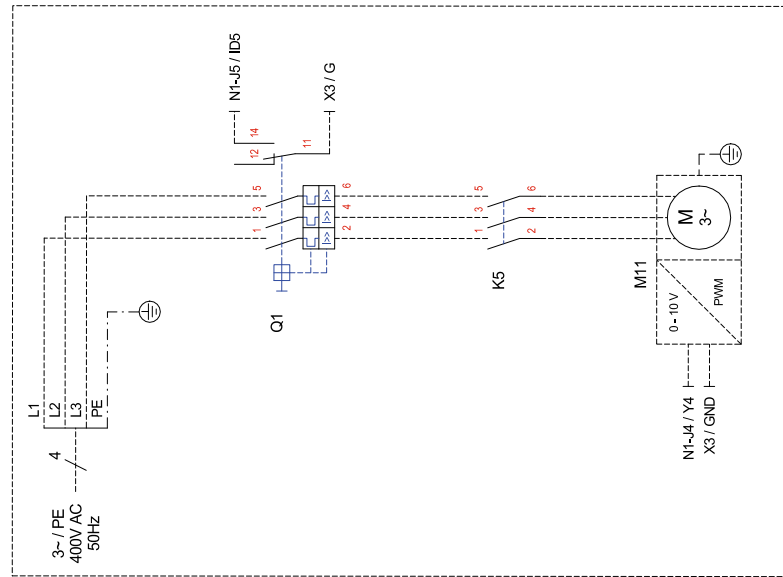 3~ / PE
400V AC
50Hz
4
L1
L2
L3
PE
N1-J5 / ID5
X3 / G
12
14
11
1
3
5
I>
I>
I>
2
4
6
Q1
1
3
5
2
4
6
K5
M11
0 - 10 V
PWM
M
3~
N1-J4 / Y4
X3 / GND